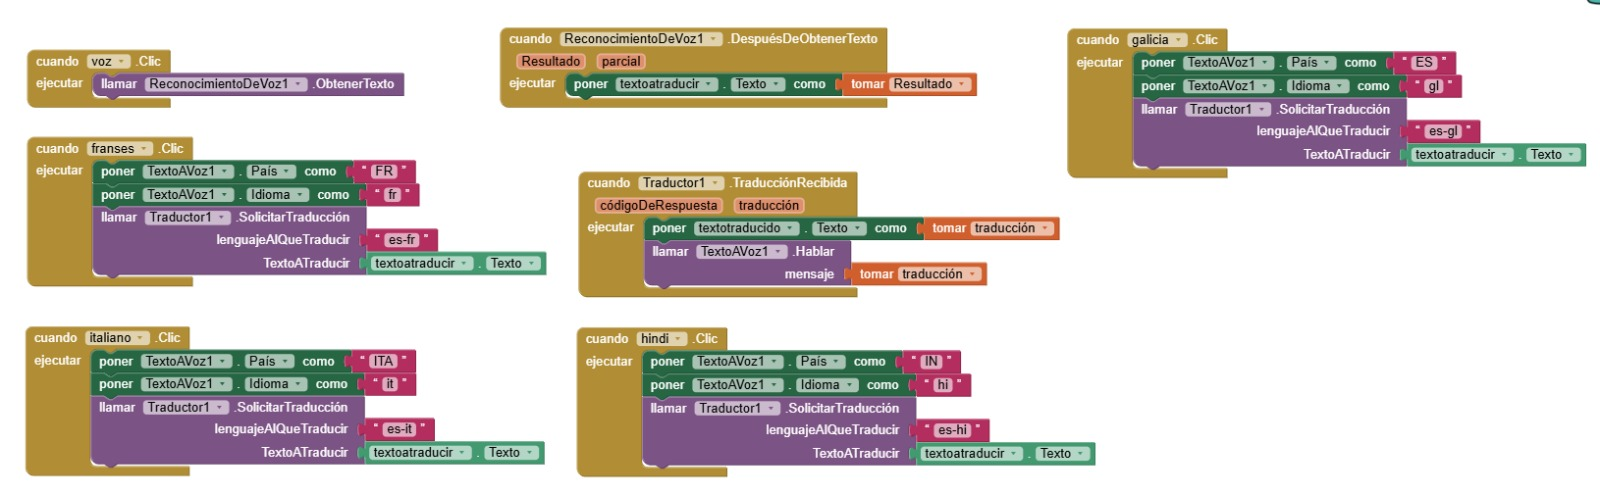 cuando voz .Clic
ejecutar llamar ReconocimientoDeVoz1 .ObtenerTexto
cuando ReconocimientoDeVoz1 .DespuésDeObtenerTexto
Resultado parcial
ejecutar poner textoatraducir . Texto como tomar Resultado
cuando galicia .Clic
ejecutar poner TextoAVoz1 . País como " ES "
poner TextoAVoz1 . Idioma como " gl "
llamar Traductor1 .SolicitarTraducción
lenguajeAlQueTraducir " es-gl "
TextoATraducir textoatraducir . Texto
cuando franses .Clic
ejecutar poner TextoAVoz1 . País como " FR "
poner TextoAVoz1 . Idioma como " fr "
llamar Traductor1 .SolicitarTraducción
lenguajeAlQueTraducir " es-fr "
TextoATraducir textoatraducir . Texto
cuando Traductor1 .TraducciónRecibida
códigoDeRespuesta traducción
ejecutar poner textotraducido . Texto como tomar traducción
llamar TextoAVoz1 .Hablar
mensaje tomar traducción
cuando italiano .Clic
ejecutar poner TextoAVoz1 . País como " ITA "
poner TextoAVoz1 . Idioma como " it "
llamar Traductor1 .SolicitarTraducción
lenguajeAlQueTraducir " es-it "
TextoATraducir textoatraducir . Texto
cuando hindi .Clic
ejecutar poner TextoAVoz1 . País como " IN "
poner TextoAVoz1 . Idioma como " hi "
llamar Traductor1 .SolicitarTraducción
lenguajeAlQueTraducir " es-hi "
TextoATraducir textoatraducir . Texto